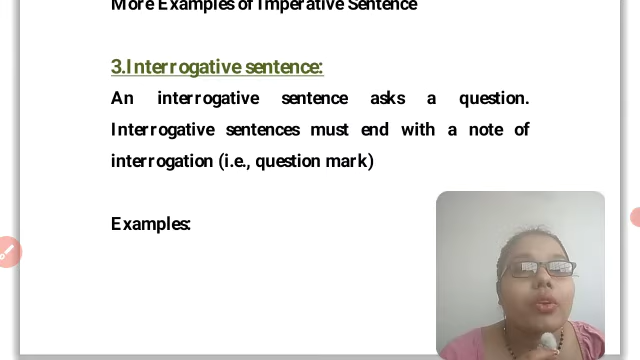 More Examples of Imperative Sentence
3.Interrogative sentence:
An interrogative sentence asks a question.
Interrogative sentences must end with a note of
interrogation (i.e., question mark)
Examples: